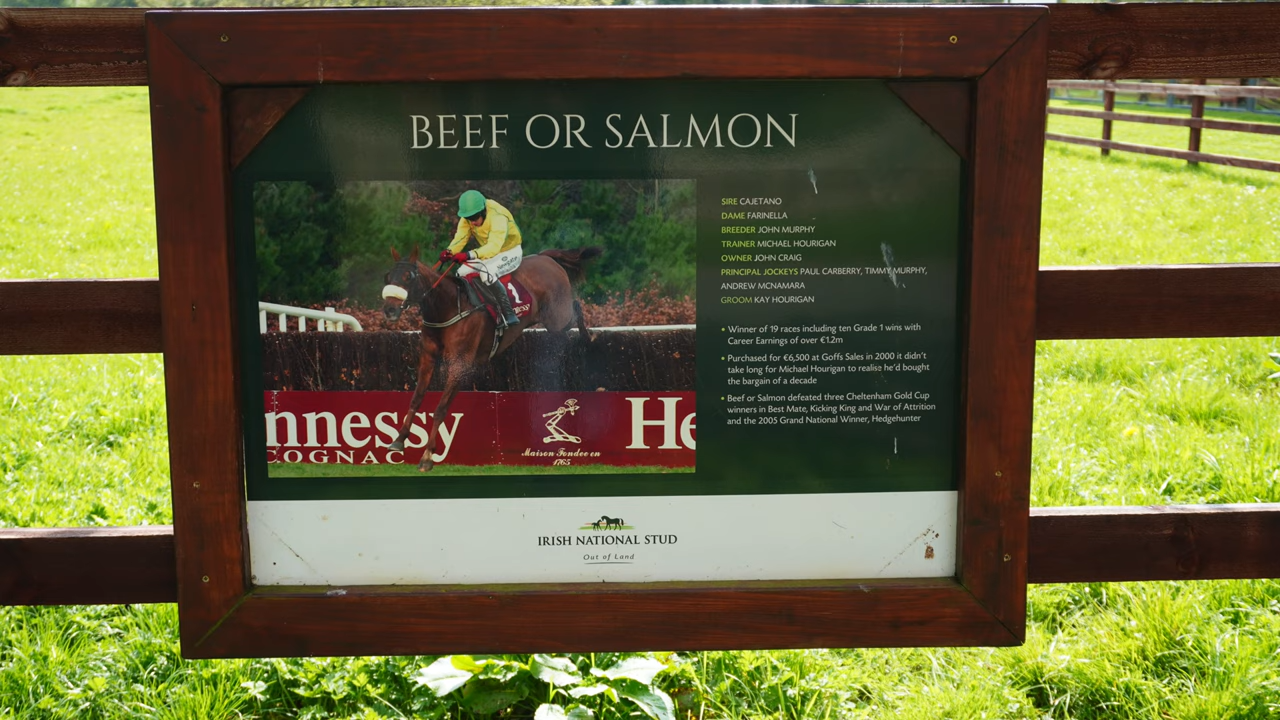 BEEF OR SALMON
SIRE CAJETANO
DAME FARINELLA
BREEDER JOHN MURPHY
TRAINER MICHAEL HOURIGAN
OWNER JOHN CRAIG
PRINCIPAL JOCKEYS PAUL CARBERRY, TIMMY MURPHY,
ANDREW MCNAMARA
GROOM KAY HOURIGAN
• Winner of 19 races including ten Grade 1 wins with
Career Earnings of over €1.2m
• Purchased for €6,500 at Goffs Sales in 2000 it didn't
take long for Michael Hourigan to realise he'd bought
the bargain of a decade
• Beef or Salmon defeated three Cheltenham Gold Cup
winners in Best Mate, Kicking King and War of Attrition
and the 2005 Grand National Winner, Hedgehunter
1
nnessy
COGNAC
Maison Fondee en
1765
He
IRISH NATIONAL STUD
Out of Land